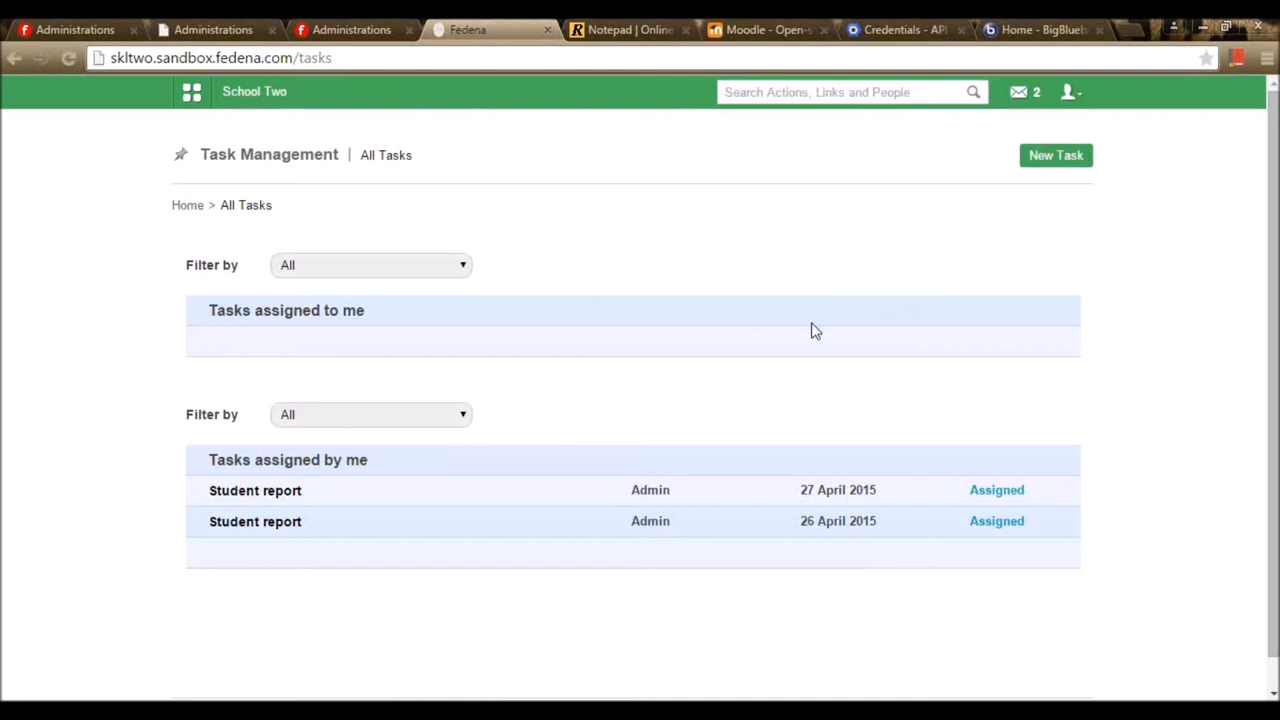 Administrations Administrations Administrations Fedena Notepad | Online Moodle - Open-s Credentials - API Home - BigBlueb
skltwo.sandbox.fedena.com/tasks
School Two Search Actions, Links and People 2
Task Management | All Tasks New Task
Home > All Tasks
Filter by All
Tasks assigned to me
Filter by All
Tasks assigned by me
Student report Admin 27 April 2015 Assigned
Student report Admin 26 April 2015 Assigned